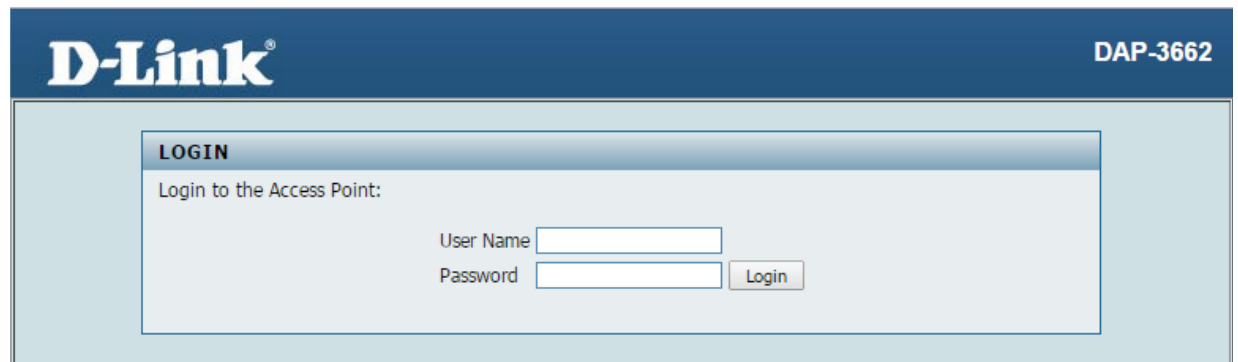 D-Link® DAP-3662
LOGIN
Login to the Access Point:
User Name
Password Login